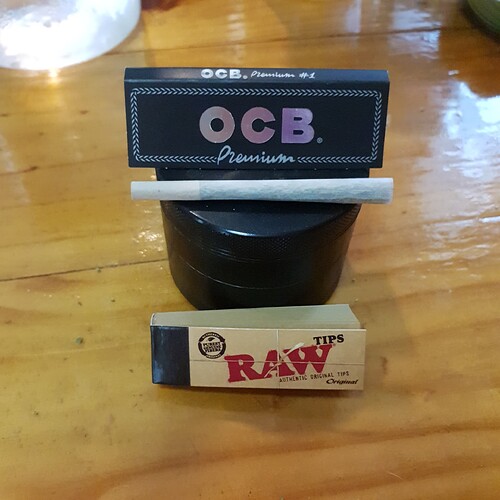 OCB® Premium #1
OCB®
Premium
TIPS
RAW
AUTHENTIC ORIGINAL TIPS
Original